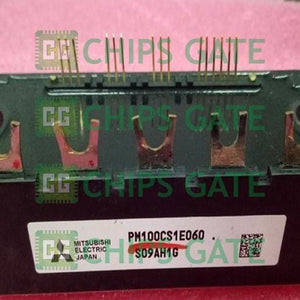 CHIPS GATE
CHIPS GATE
CHIPS GATE
MITSUBISHI
ELECTRIC
JAPAN
PM100CS1E060 .
S09AH1G
CHIPS GATE